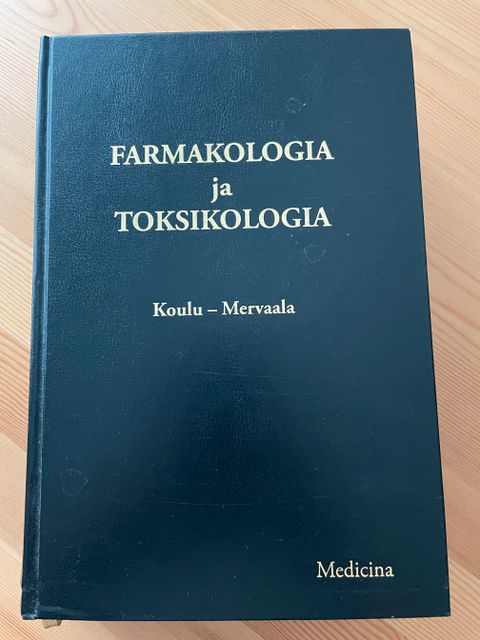 FARMAKOLOGIA
ja
TOKSIKOLOGIA
Koulu – Mervaala
Medicina